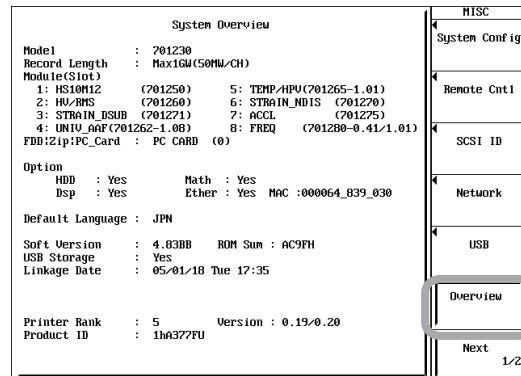 System Overview
Model : 701230
Record Length : Max1GW(50MW/CH)
Module(Slot)
1: HS10M12 (701250) 5: TEMP/HPV(701265-1.01)
2: HV/RMS (701260) 6: STRAIN_NDIS (701270)
3: STRAIN_DSUB (701271) 7: ACCL (701275)
4: UNIV_AAF(701262-1.08) 8: FREQ (701280-0.41/1.01)
FDD¦Zip¦PC_Card : PC CARD (0)
Option
HDD : Yes Math : Yes
Dsp : Yes Ether : Yes MAC :000064_839_030
Default Language : JPN
Soft Version : 4.83BB ROM Sum : AC9FH
USB Storage : Yes
Linkage Date : 05/01/18 Tue 17:35
Printer Rank : 5 Version : 0.19/0.20
Product ID : 1hA377FU
MISC
System Config
Remote Cntl
SCSI ID
Network
USB
Overview
Next
1/2